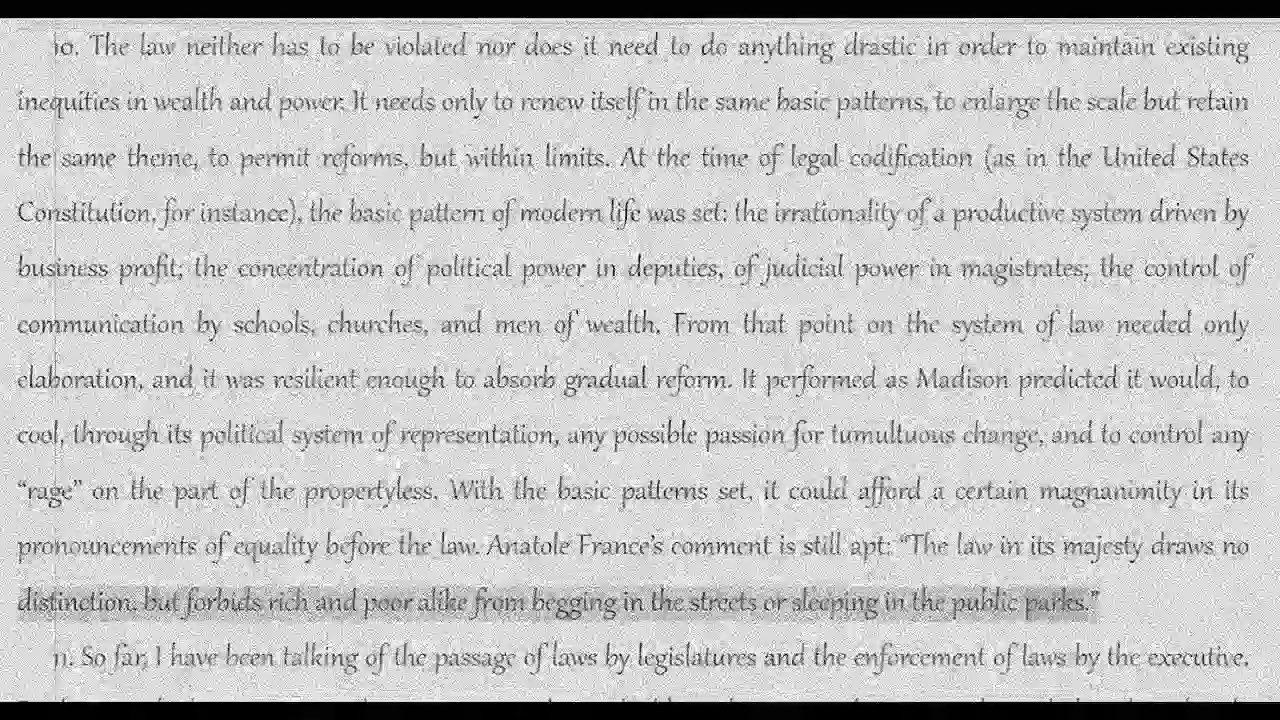 10. The law neither has to be violated nor does it need to do anything drastic in order to maintain existing
inequities in wealth and power. It needs only to renew itself in the same basic patterns, to enlarge the scale but retain
the same theme, to permit reforms, but within limits. At the time of legal codification (as in the United States
Constitution, for instance), the basic pattern of modern life was set: the irrationality of a productive system driven by
business profit; the concentration of political power in deputies, of judicial power in magistrates; the control of
communication by schools, churches, and men of wealth. From that point on the system of law needed only
elaboration, and it was resilient enough to absorb gradual reform. It performed as Madison predicted it would, to
cool, through its political system of representation, any possible passion for tumultuous change, and to control any
“rage” on the part of the propertyless. With the basic patterns set, it could afford a certain magnanimity in its
pronouncements of equality before the law. Anatole France’s comment is still apt: “The law in its majesty draws no
distinction, but forbids rich and poor alike from begging in the streets or sleeping in the public parks.”
11. So far, I have been talking of the passage of laws by legislatures and the enforcement of laws by the executive.